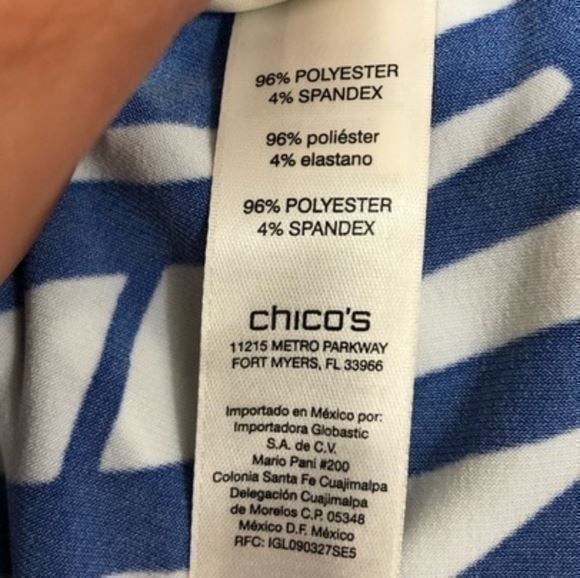 96% POLYESTER
4% SPANDEX
96% poliéster
4% elastano
96% POLYESTER
4% SPANDEX
chico's
11215 METRO PARKWAY
FORT MYERS, FL 33966
Importado en México por:
Importadora Globastic
S.A. de C.V.
Mario Pani #200
Colonia Santa Fe Cuajimalpa
Delegación Cuajimalpa
de Morelos C.P. 05348
México D.F. México
RFC: IGL090327SE5